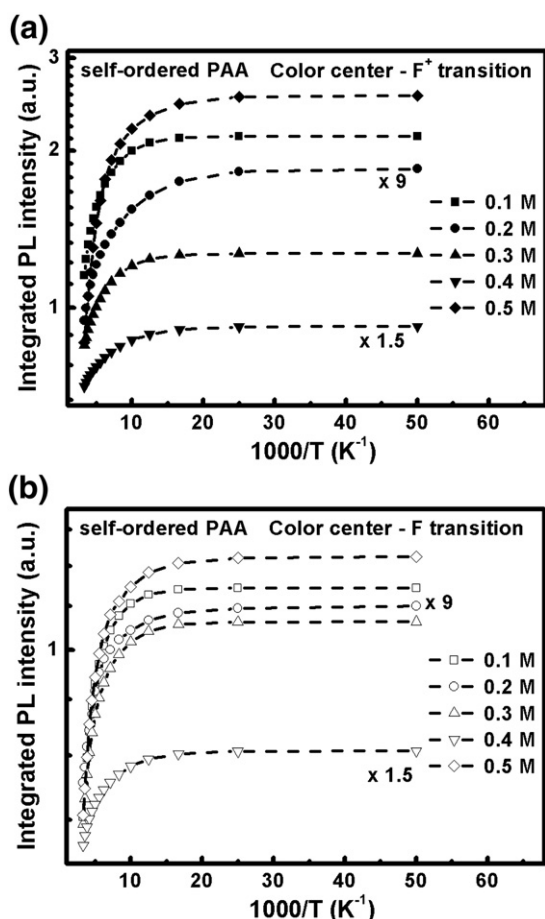 (a)
self-ordered PAA Color center - F⁺ transition
3
2
1
Integrated PL intensity (a.u.)
x 9
x 1.5
0.1 M
0.2 M
0.3 M
0.4 M
0.5 M
10 20 30 40 50 60
1000/T (K⁻¹)
(b)
self-ordered PAA Color center - F transition
1
Integrated PL intensity (a.u.)
x 9
x 1.5
0.1 M
0.2 M
0.3 M
0.4 M
0.5 M
10 20 30 40 50 60
1000/T (K⁻¹)